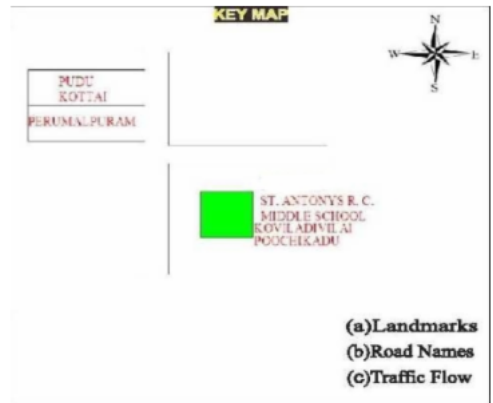 KEY MAP
N
W E
S
PUDU
KOTTAI
PERUMALPURAM
ST. ANTONYS R. C.
MIDDLE SCHOOL
KOVILADIVILAI
POOCHIKADU
(a)Landmarks
(b)Road Names
(c)Traffic Flow